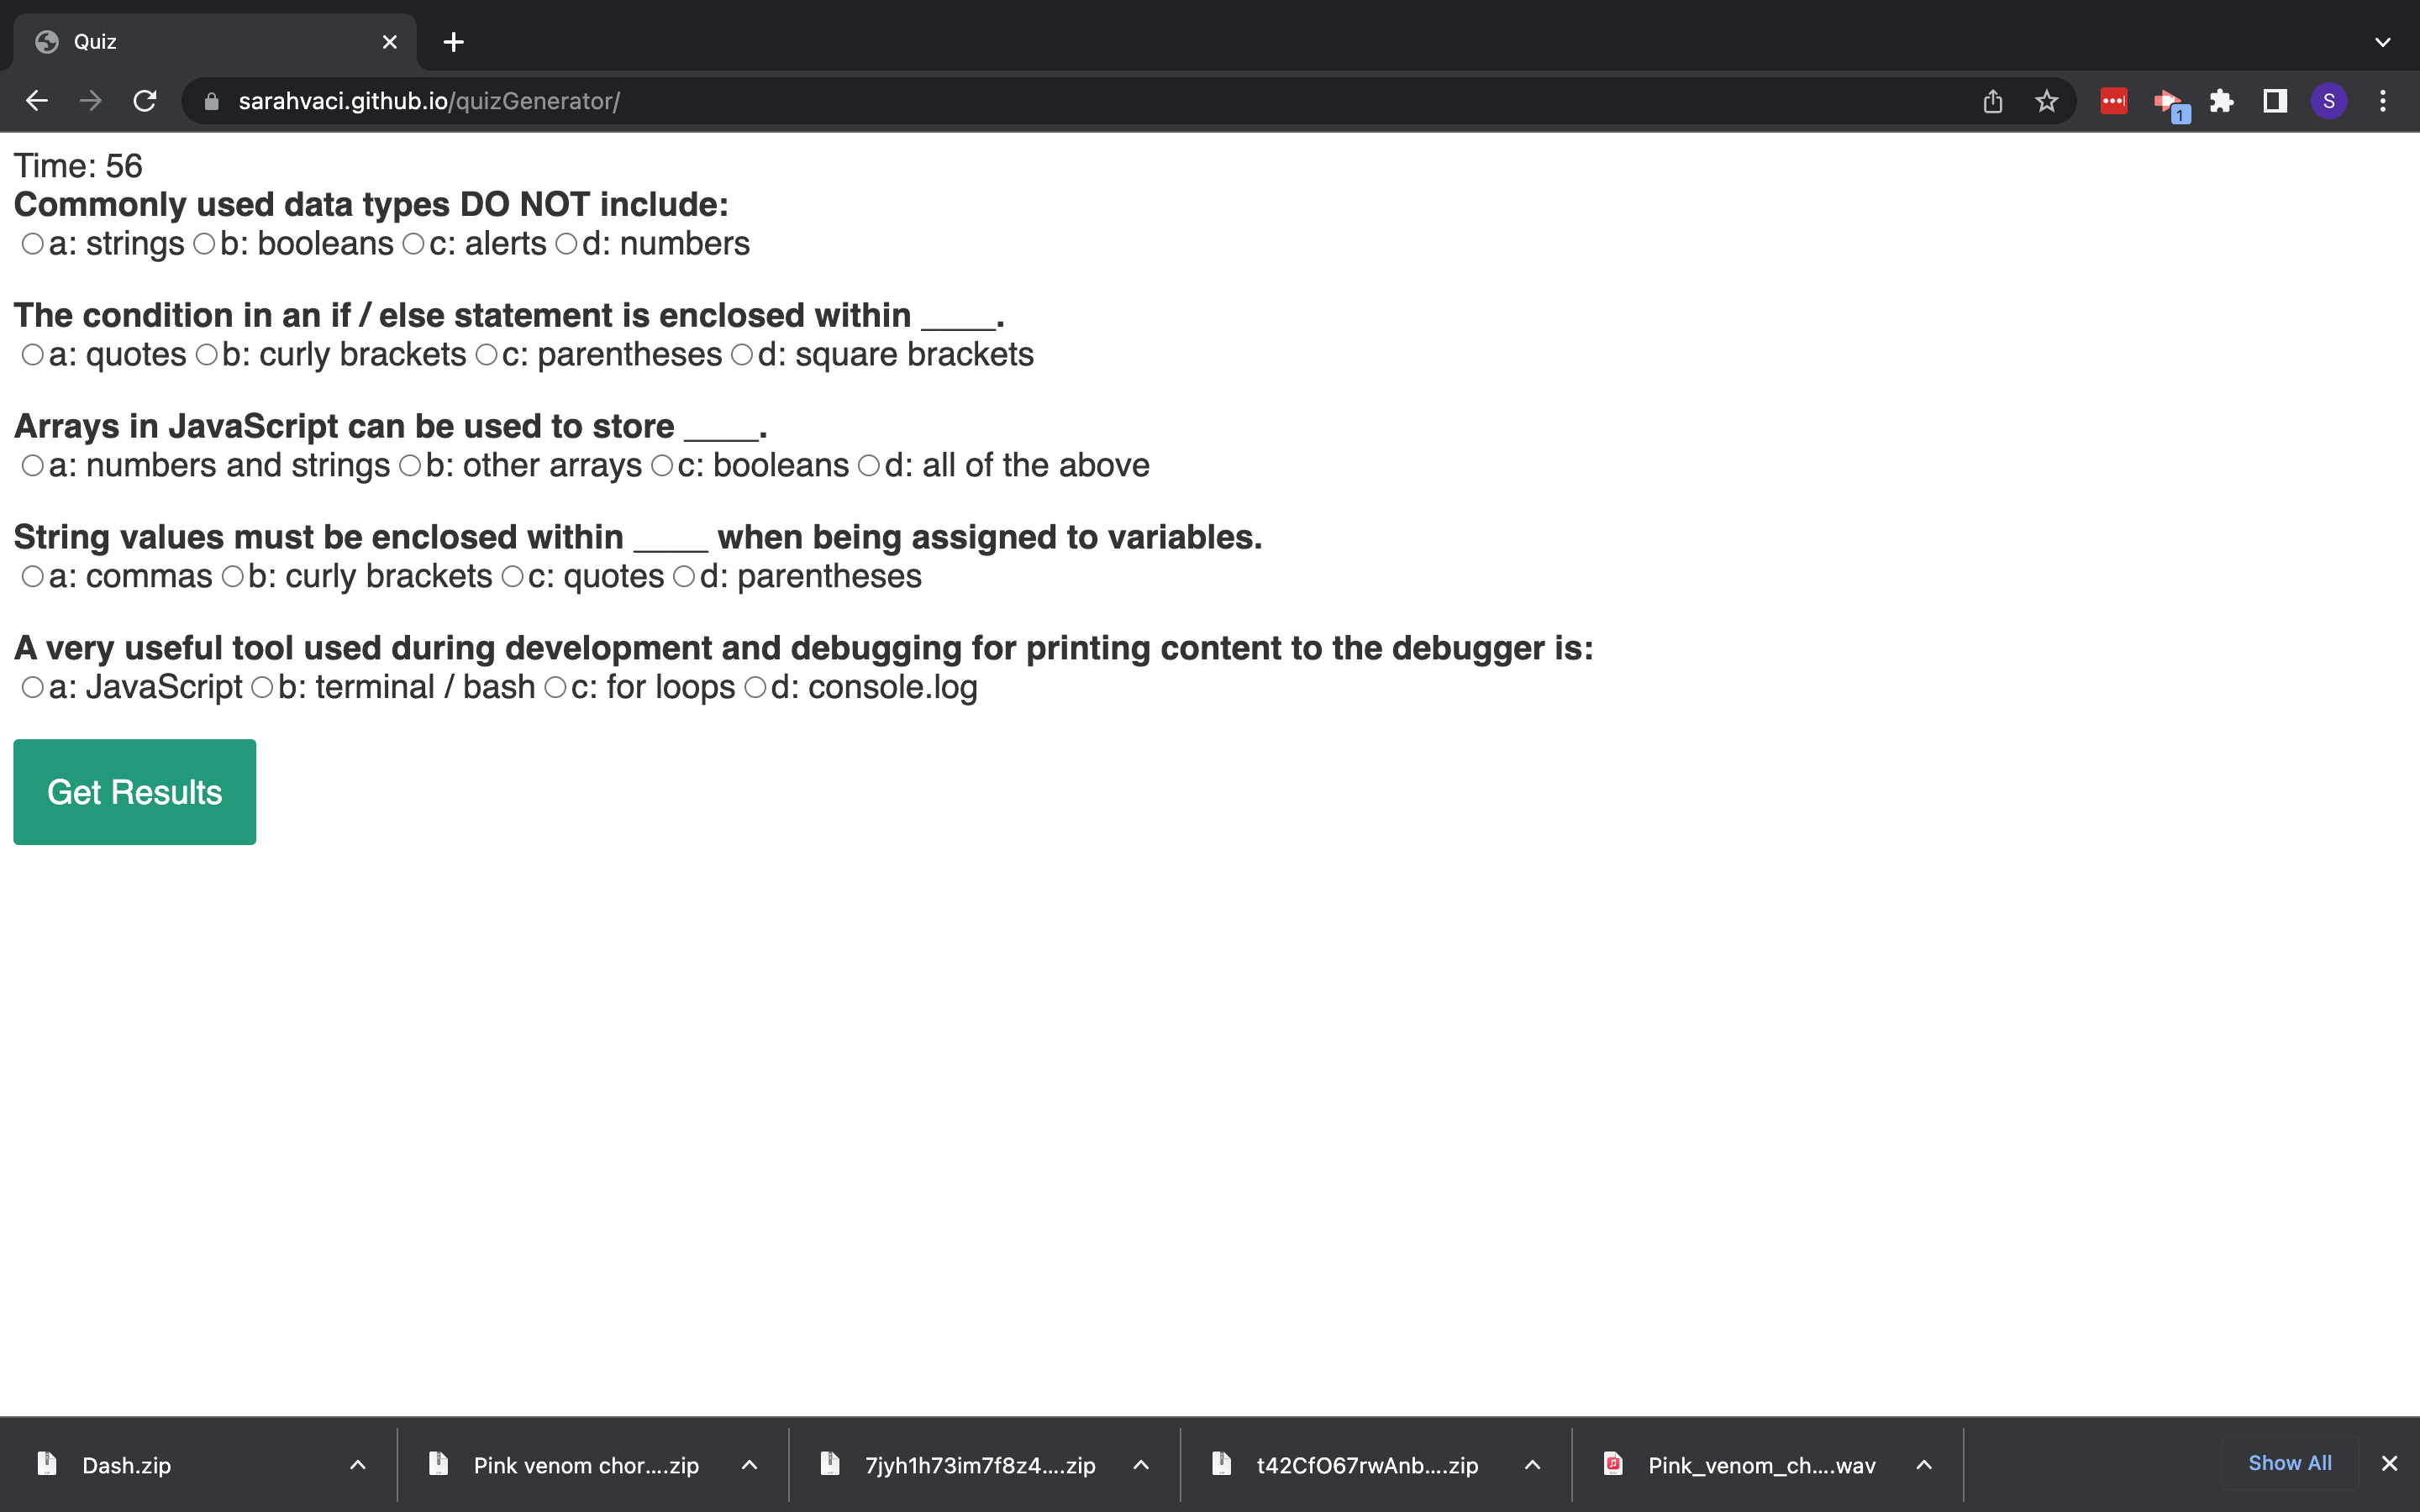 Quiz
sarahvaci.github.io/quizGenerator/
1
S
Time: 56
Commonly used data types DO NOT include:
a: strings b: booleans c: alerts d: numbers
The condition in an if / else statement is enclosed within ____.
a: quotes b: curly brackets c: parentheses d: square brackets
Arrays in JavaScript can be used to store ____.
a: numbers and strings b: other arrays c: booleans d: all of the above
String values must be enclosed within ____ when being assigned to variables.
a: commas b: curly brackets c: quotes d: parentheses
A very useful tool used during development and debugging for printing content to the debugger is:
a: JavaScript b: terminal / bash c: for loops d: console.log
Get Results
Dash.zip
Pink venom chor....zip
7jyh1h73im7f8z4....zip
t42CfO67rwAnb....zip
Pink_venom_ch....wav
Show All